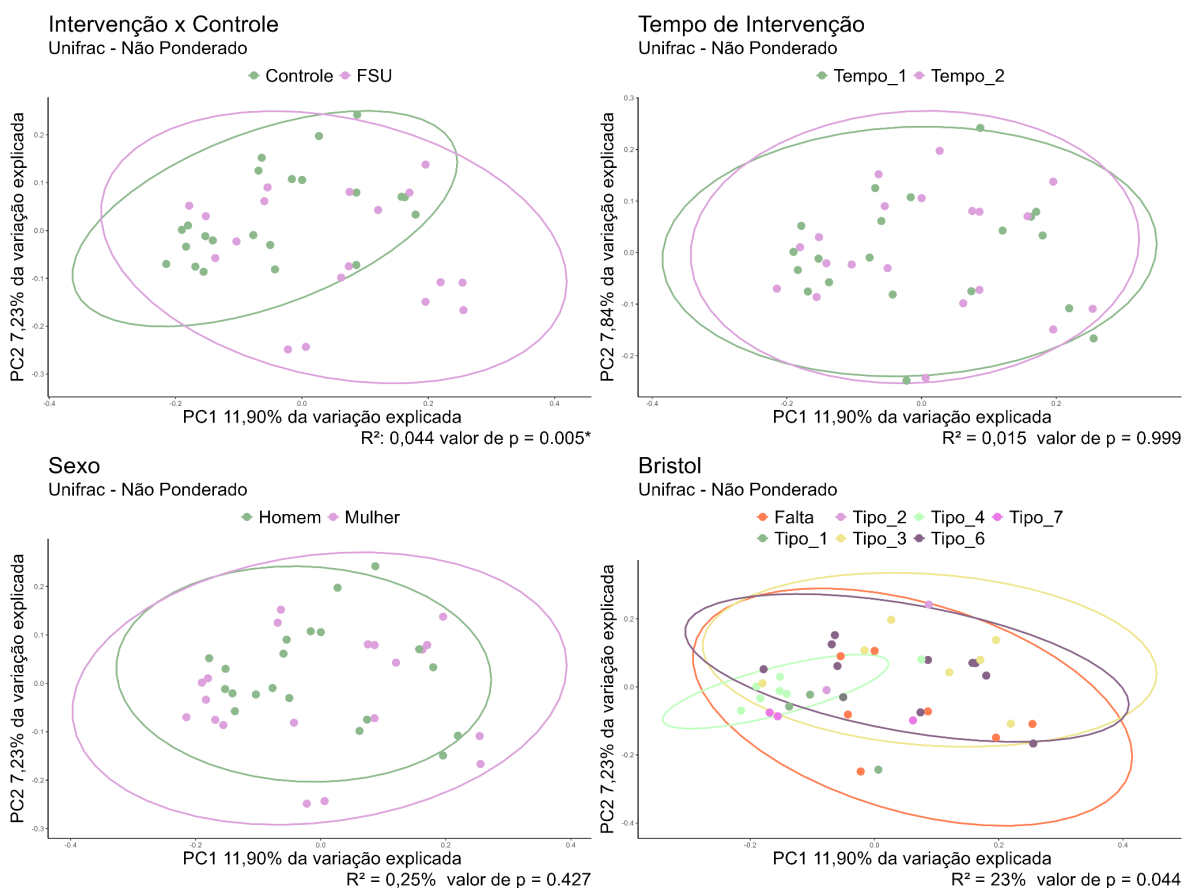 Intervenção x Controle
Unifrac - Não Ponderado
Controle FSU
PC2 7,23% da variação explicada
0.2
0.1
0.0
-0.1
-0.2
-0.3
-0.4 -0.2 0.0 0.2 0.4
PC1 11,90% da variação explicada
R²: 0,044 valor de p = 0.005*
Tempo de Intervenção
Unifrac - Não Ponderado
Tempo_1 Tempo_2
PC2 7,84% da variação explicada
0.3
0.2
0.1
0.0
-0.1
-0.2
-0.4 -0.2 0.0 0.2
PC1 11,90% da variação explicada
R² = 0,015 valor de p = 0.999
Sexo
Unifrac - Não Ponderado
Homem Mulher
PC2 7,23% da variação explicada
0.2
0.1
0.0
-0.1
-0.2
-0.3
-0.4 -0.2 0.0 0.2 0.4
PC1 11,90% da variação explicada
R² = 0,25% valor de p = 0.427
Bristol
Unifrac - Não Ponderado
Falta Tipo_2 Tipo_4 Tipo_7
Tipo_1 Tipo_3 Tipo_6
PC2 7,23% da variação explicada
0.2
0.0
-0.2
-0.4
-0.2 0.0 0.2 0.4
PC1 11,90% da variação explicada
R² = 23% valor de p = 0.044